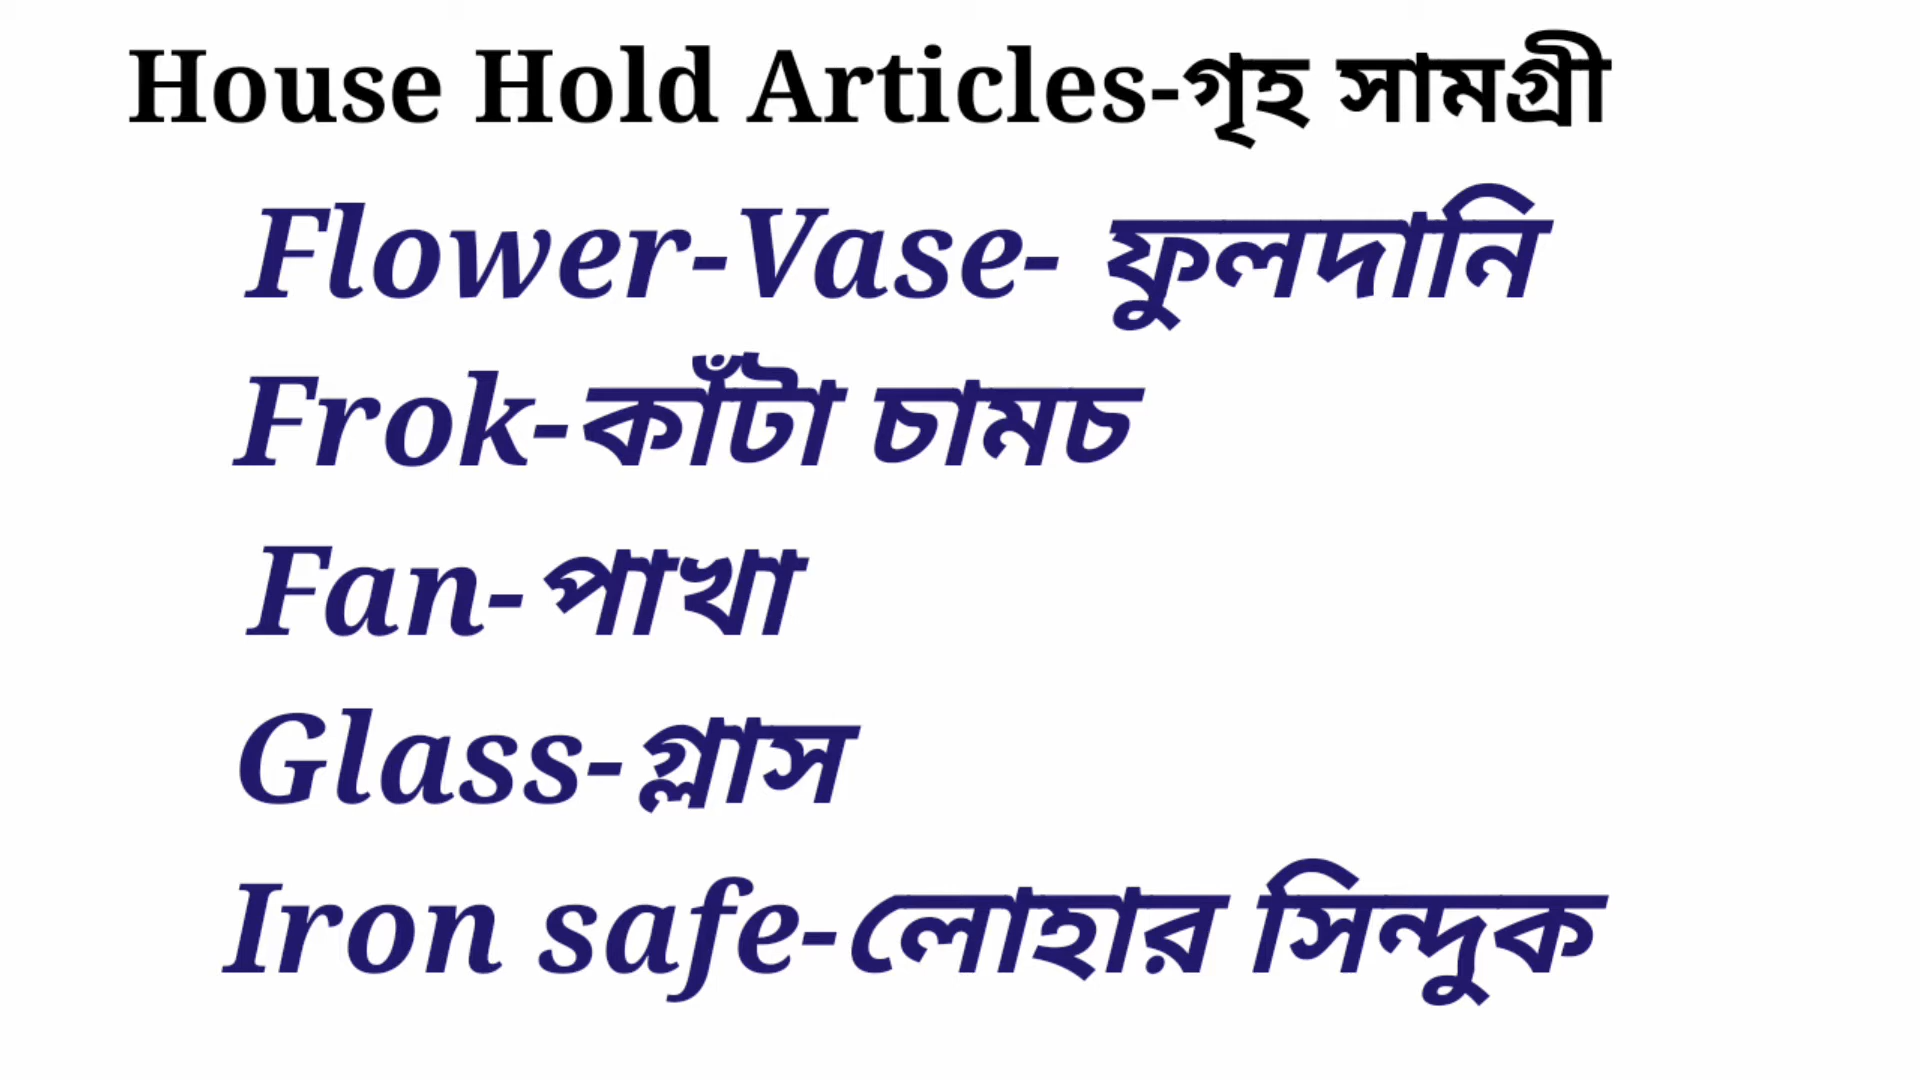 House Hold Articles-গৃহ সামগ্রী
Flower-Vase- ফুলদানি
Frok-কাঁটা চামচ
Fan-পাখা
Glass-গ্লাস
Iron safe-লোহার সিন্দুক